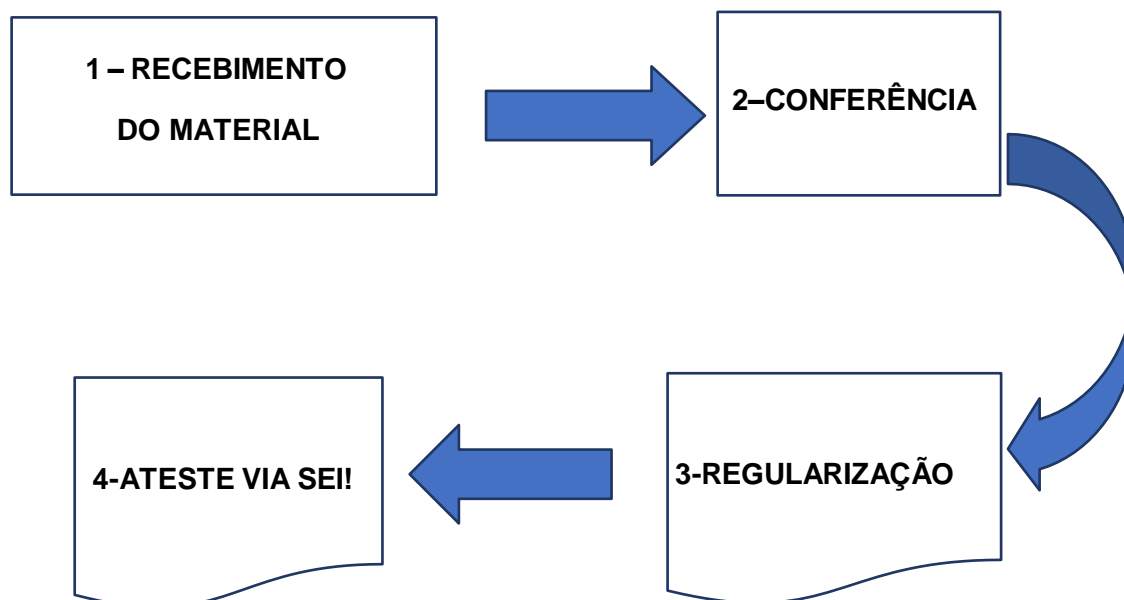 1 – RECEBIMENTO
DO MATERIAL
2–CONFERÊNCIA
3-REGULARIZAÇÃO
4-ATESTE VIA SEI!